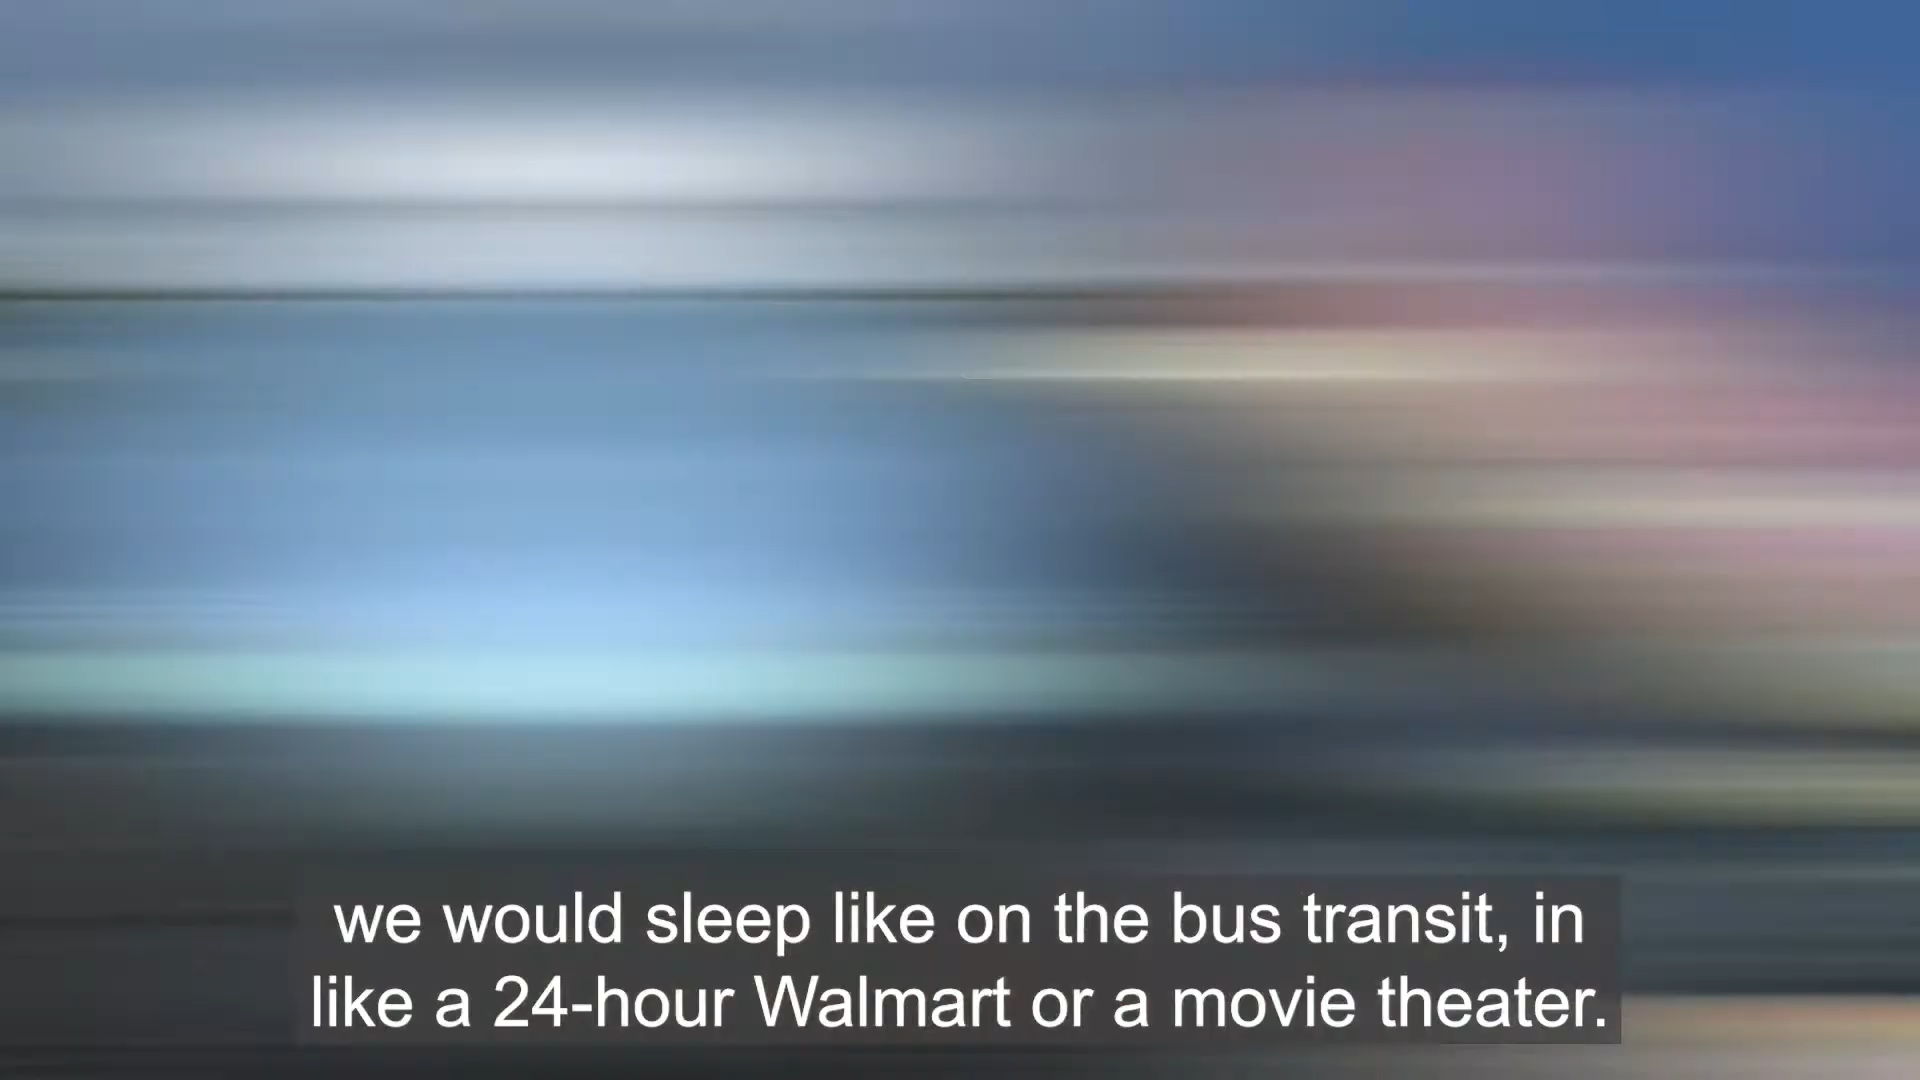 we would sleep like on the bus transit, in
like a 24-hour Walmart or a movie theater.